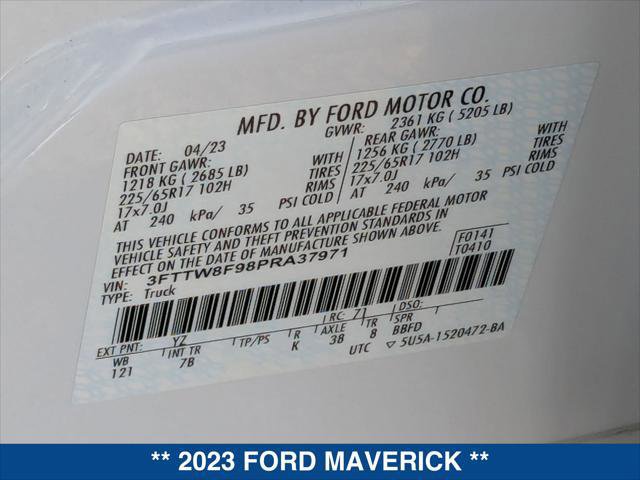 MFD. BY FORD MOTOR CO.
DATE: 04/23 GVWR: 2361 KG ( 5205 LB)
FRONT GAWR: REAR GAWR:
1218 KG ( 2685 LB) WITH 1256 KG ( 2770 LB) WITH
225/65R17 102H TIRES 225/65R17 102H TIRES
17x7.0J RIMS 17x7.0J RIMS
AT 240 kPa/ 35 PSI COLD AT 240 kPa/ 35 PSI COLD
THIS VEHICLE CONFORMS TO ALL APPLICABLE FEDERAL MOTOR
VEHICLE SAFETY AND THEFT PREVENTION STANDARDS IN
EFFECT ON THE DATE OF MANUFACTURE SHOWN ABOVE.
VIN: 3FTTW8F98PRA37971 F0141
TYPE: Truck T0410
EXT PNT: YZ RC: 71 DSO:
WB INT TR TP/PS R AXLE TR SPR
121 7B K 38 8 BBFD
UTC ▽ 5U5A-1520472-BA
** 2023 FORD MAVERICK **